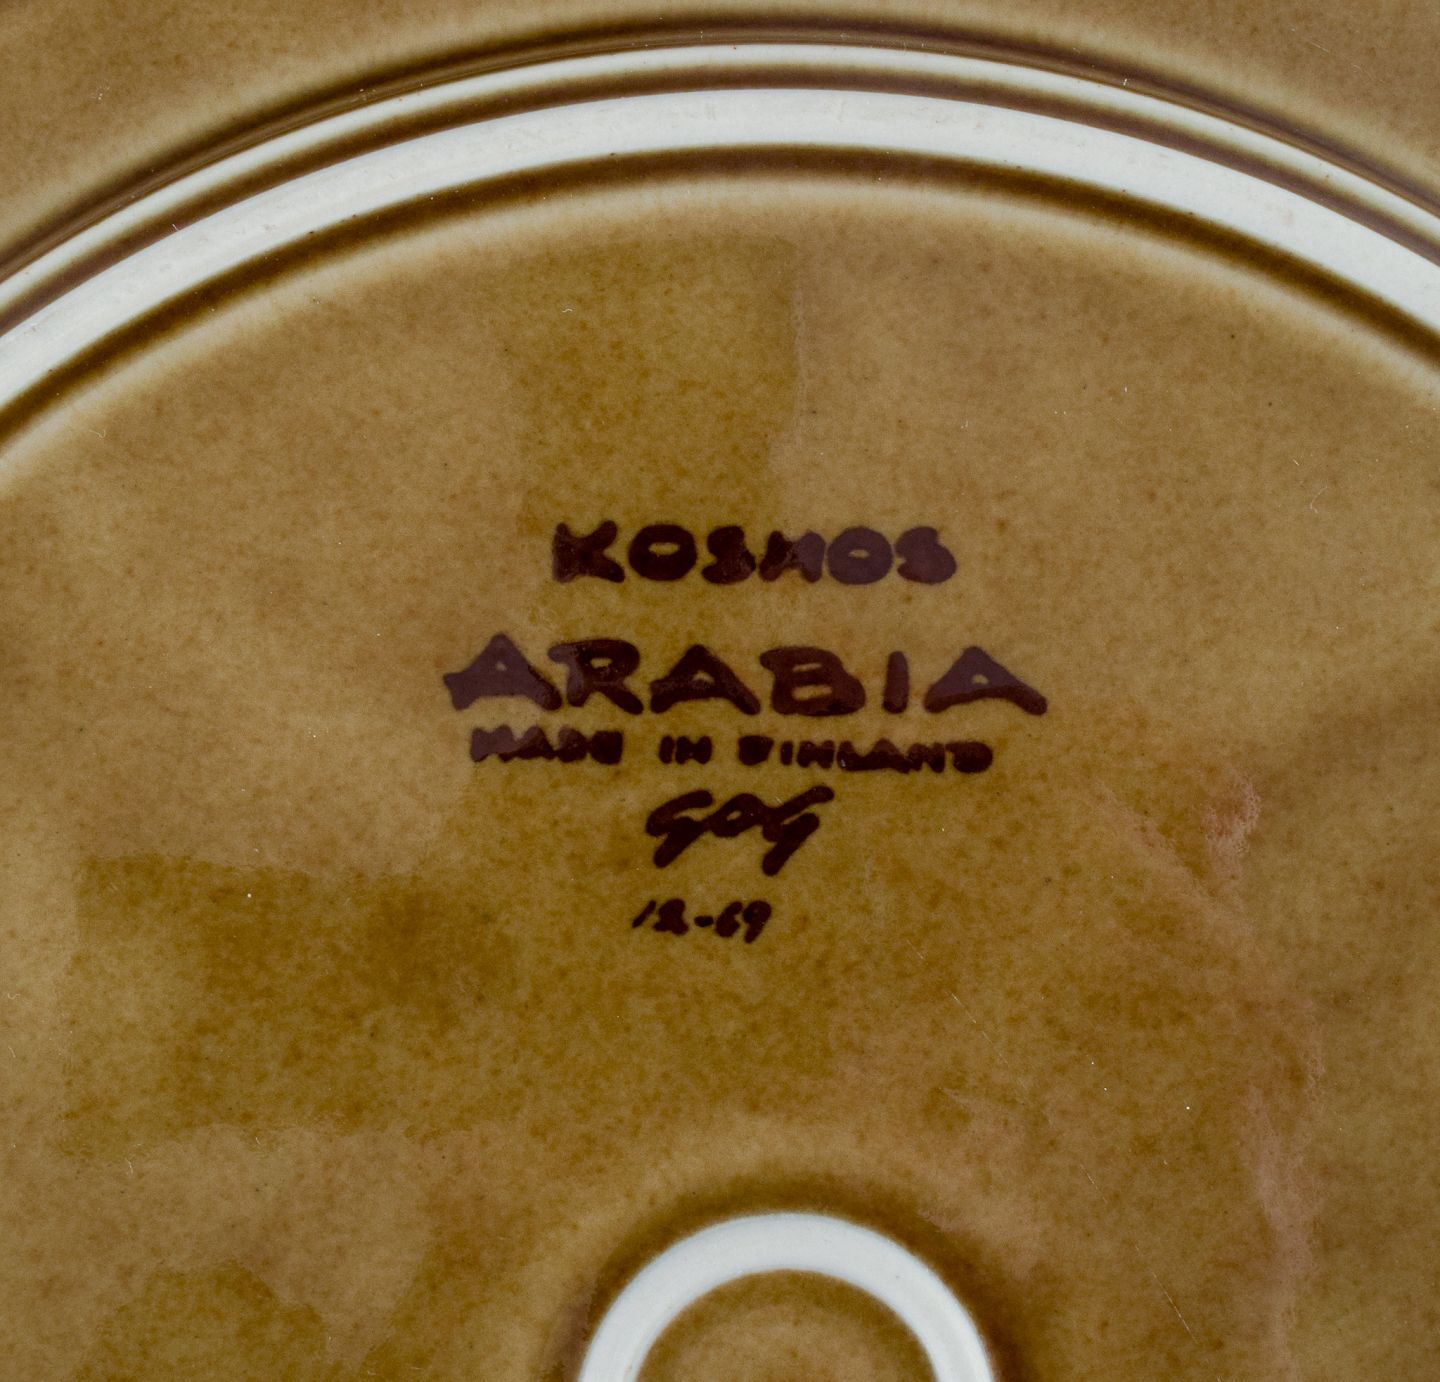 KOSMOS
ARABIA
MADE IN FINLAND
GOG
12-69